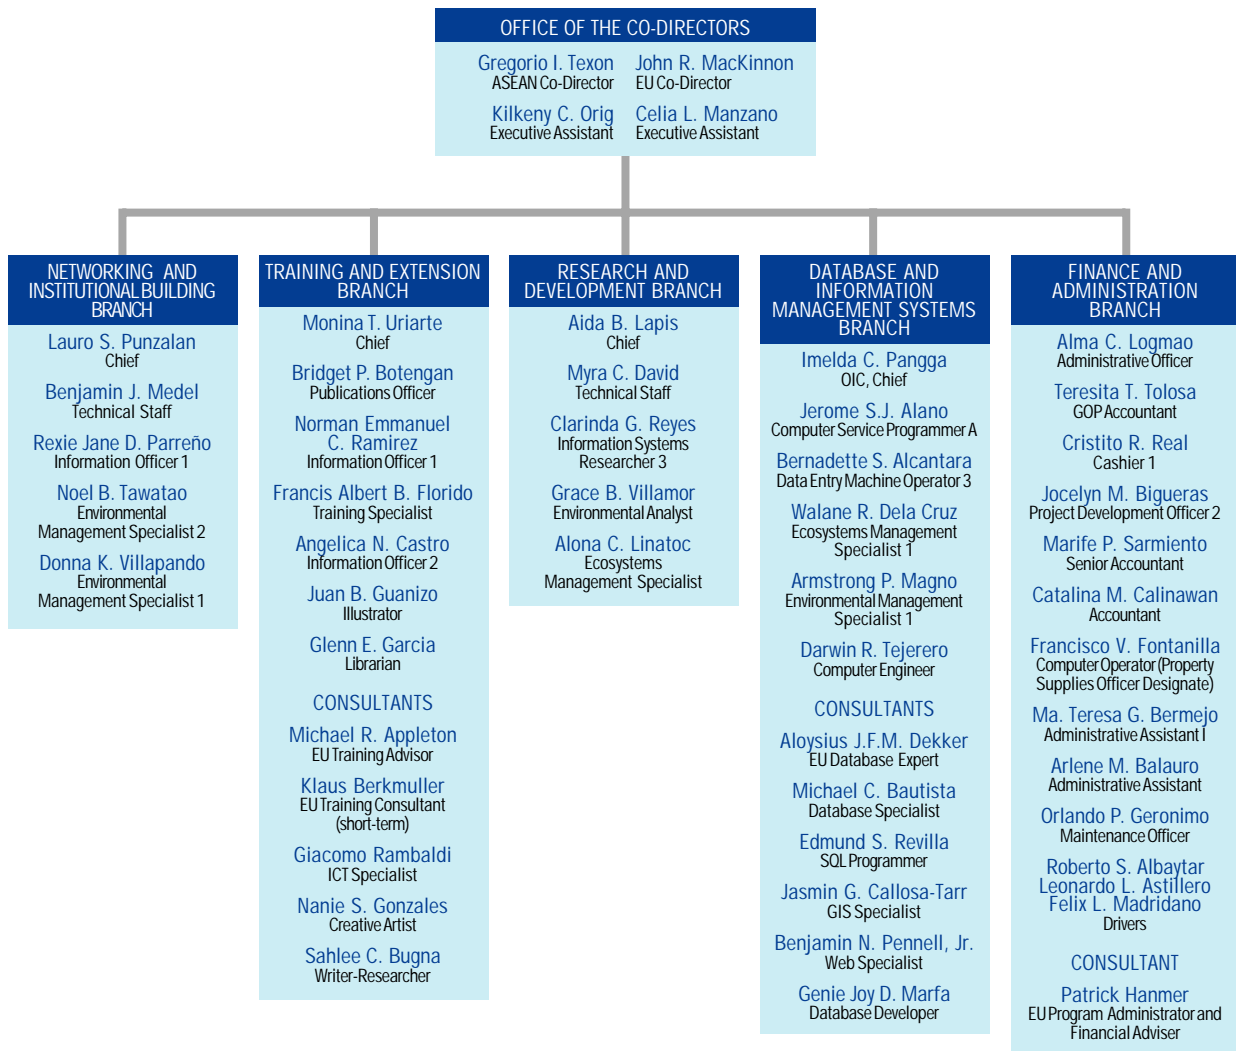 OFFICE OF THE CO-DIRECTORS
Gregorio I. Texon
ASEAN Co-Director
John R. MacKinnon
EU Co-Director
Kilkeny C. Orig
Executive Assistant
Celia L. Manzano
Executive Assistant
NETWORKING AND
INSTITUTIONAL BUILDING
BRANCH
Lauro S. Punzalan
Chief
Benjamin J. Medel
Technical Staff
Rexie Jane D. Parreño
Information Officer 1
Noel B. Tawatao
Environmental
Management Specialist 2
Donna K. Villapando
Environmental
Management Specialist 1
TRAINING AND EXTENSION
BRANCH
Monina T. Uriarte
Chief
Bridget P. Botengan
Publications Officer
Norman Emmanuel
C. Ramirez
Information Officer 1
Francis Albert B. Florido
Training Specialist
Angelica N. Castro
Information Officer 2
Juan B. Guanizo
Illustrator
Glenn E. Garcia
Librarian
CONSULTANTS
Michael R. Appleton
EU Training Advisor
Klaus Berkmuller
EU Training Consultant
(short-term)
Giacomo Rambaldi
ICT Specialist
Nanie S. Gonzales
Creative Artist
Sahlee C. Bugna
Writer-Researcher
RESEARCH AND
DEVELOPMENT BRANCH
Aida B. Lapis
Chief
Myra C. David
Technical Staff
Clarinda G. Reyes
Information Systems
Researcher 3
Grace B. Villamor
Environmental Analyst
Alona C. Linatoc
Ecosystems
Management Specialist
DATABASE AND
INFORMATION
MANAGEMENT SYSTEMS
BRANCH
Imelda C. Pangga
OIC, Chief
Jerome S.J. Alano
Computer Service Programmer A
Bernadette S. Alcantara
Data Entry Machine Operator 3
Walane R. Dela Cruz
Ecosystems Management
Specialist 1
Armstrong P. Magno
Environmental Management
Specialist 1
Darwin R. Tejerero
Computer Engineer
CONSULTANTS
Aloysius J.F.M. Dekker
EU Database Expert
Michael C. Bautista
Database Specialist
Edmund S. Revilla
SQL Programmer
Jasmin G. Callosa-Tarr
GIS Specialist
Benjamin N. Pennell, Jr.
Web Specialist
Genie Joy D. Marfa
Database Developer
FINANCE AND
ADMINISTRATION
BRANCH
Alma C. Logmao
Administrative Officer
Teresita T. Tolosa
GOP Accountant
Cristito R. Real
Cashier 1
Jocelyn M. Bigueras
Project Development Officer 2
Marife P. Sarmiento
Senior Accountant
Catalina M. Calinawan
Accountant
Francisco V. Fontanilla
Computer Operator (Property
Supplies Officer Designate)
Ma. Teresa G. Bermejo
Administrative Assistant I
Arlene M. Balauro
Administrative Assistant
Orlando P. Geronimo
Maintenance Officer
Roberto S. Albaytar
Leonardo L. Astillero
Felix L. Madridano
Drivers
CONSULTANT
Patrick Hanmer
EU Program Administrator and
Financial Adviser